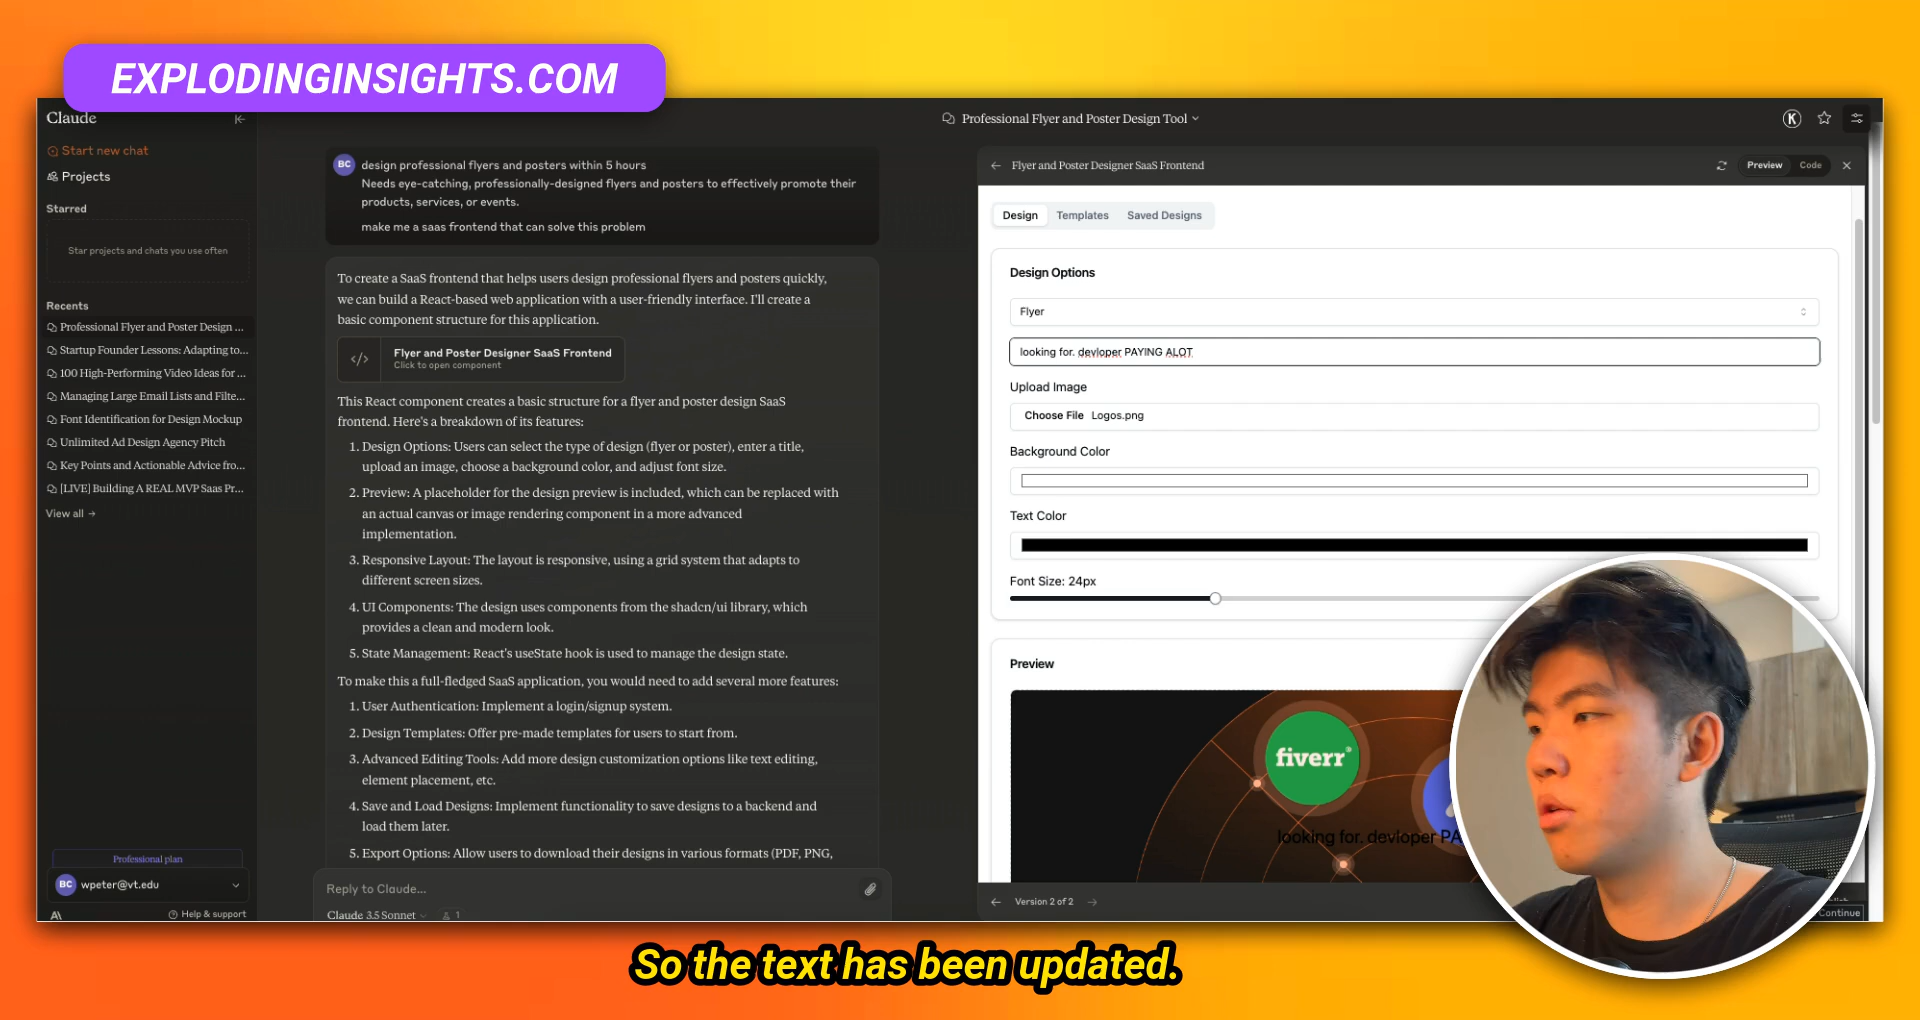 EXPLODINGINSIGHTS.COM
Claude
Start new chat
Projects
Starred
Star projects and chats you use often
Recents
Professional Flyer and Poster Design ...
Startup Founder Lessons: Adapting to...
100 High-Performing Video Ideas for ...
Managing Large Email Lists and Filte...
Font Identification for Design Mockup
Unlimited Ad Design Agency Pitch
Key Points and Actionable Advice fro...
[LIVE] Building A REAL MVP Saas Pr...
View all →
Professional plan
BC wpeter@vt.edu
Help & support
Professional Flyer and Poster Design Tool
K
BC
design professional flyers and posters within 5 hours
Needs eye-catching, professionally-designed flyers and posters to effectively promote their
products, services, or events.
make me a saas frontend that can solve this problem
To create a SaaS frontend that helps users design professional flyers and posters quickly,
we can build a React-based web application with a user-friendly interface. I'll create a
basic component structure for this application.
</> Flyer and Poster Designer SaaS Frontend
Click to open component
This React component creates a basic structure for a flyer and poster design SaaS
frontend. Here's a breakdown of its features:
1. Design Options: Users can select the type of design (flyer or poster), enter a title,
upload an image, choose a background color, and adjust font size.
2. Preview: A placeholder for the design preview is included, which can be replaced with
an actual canvas or image rendering component in a more advanced
implementation.
3. Responsive Layout: The layout is responsive, using a grid system that adapts to
different screen sizes.
4. UI Components: The design uses components from the shadcn/ui library, which
provides a clean and modern look.
5. State Management: React's useState hook is used to manage the design state.
To make this a full-fledged SaaS application, you would need to add several more features:
1. User Authentication: Implement a login/signup system.
2. Design Templates: Offer pre-made templates for users to start from.
3. Advanced Editing Tools: Add more design customization options like text editing,
element placement, etc.
4. Save and Load Designs: Implement functionality to save designs to a backend and
load them later.
5. Export Options: Allow users to download their designs in various formats (PDF, PNG,
Reply to Claude...
Claude 3.5 Sonnet
1
← Flyer and Poster Designer SaaS Frontend
Preview Code
Design Templates Saved Designs
Design Options
Flyer
looking for. devloper PAYING ALOT
Upload Image
Choose File Logos.png
Background Color
Text Color
Font Size: 24px
Preview
fiverr®
looking for. devloper PA
← Version 2 of 2 →
Continue
So the text has been updated.